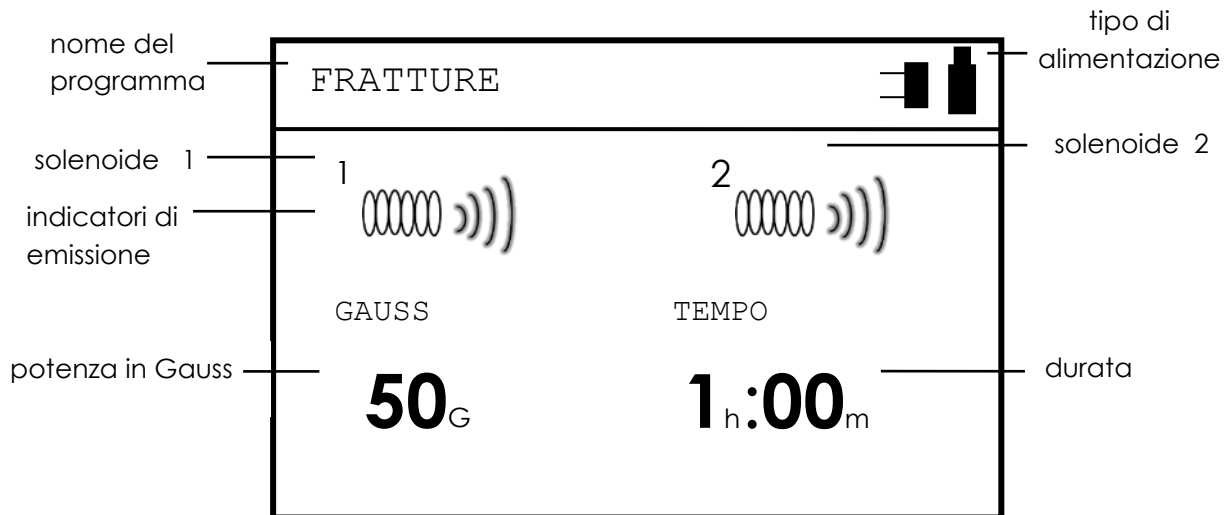 nome del
programma
FRATTURE
tipo di
alimentazione
solenoide 1
1
2
solenoide 2
indicatori di
emissione
GAUSS
TEMPO
potenza in Gauss
50G
1h:00m
durata